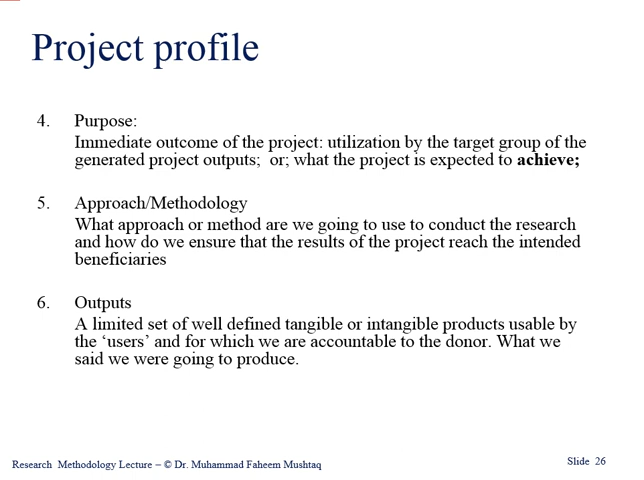 Project profile
4. Purpose:
Immediate outcome of the project: utilization by the target group of the
generated project outputs;  or; what the project is expected to achieve;
5. Approach/Methodology
What approach or method are we going to use to conduct the research
and how do we ensure that the results of the project reach the intended
beneficiaries
6. Outputs
A limited set of well defined tangible or intangible products usable by
the ‘users’ and for which we are accountable to the donor. What we
said we were going to produce.
Research  Methodology Lecture – © Dr. Muhammad Faheem Mushtaq
Slide  26